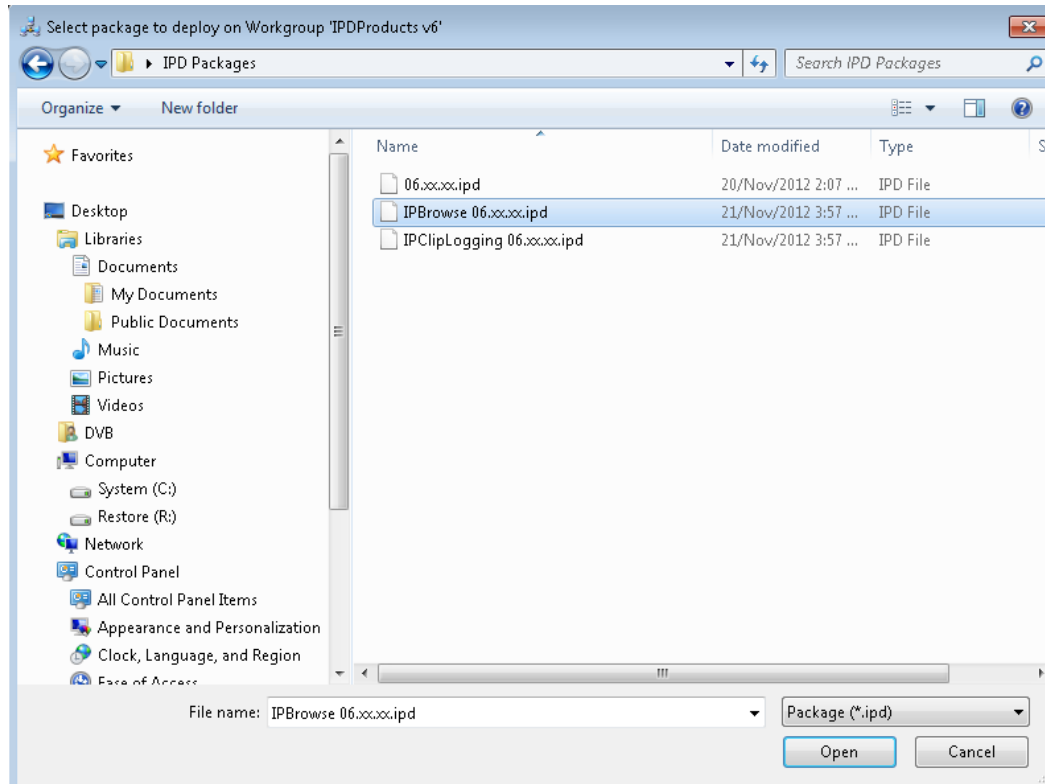 Select package to deploy on Workgroup 'IPDProducts v6'
IPD Packages
Search IPD Packages
Organize
New folder
Name
Date modified
Type
S
Favorites
Desktop
Libraries
Documents
My Documents
Public Documents
Music
Pictures
Videos
DVB
Computer
System (C:)
Restore (R:)
Network
Control Panel
All Control Panel Items
Appearance and Personalization
Clock, Language, and Region
Ease of Access
06.xx.xx.ipd 20/Nov/2012 2:07 ... IPD File
IPBrowse 06.xx.xx.ipd 21/Nov/2012 3:57 ... IPD File
IPClipLogging 06.xx.xx.ipd 21/Nov/2012 3:57 ... IPD File
File name: IPBrowse 06.xx.xx.ipd
Package (*.ipd)
Open
Cancel